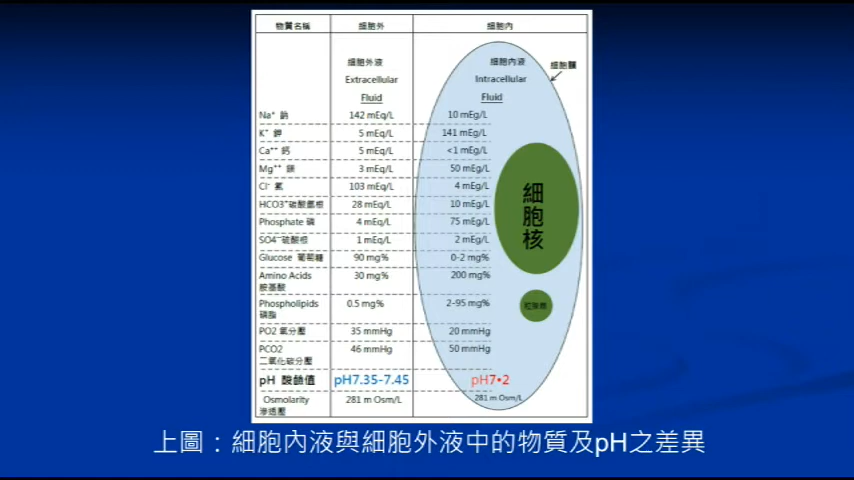 物質名稱 細胞外 細胞內
細胞外液 細胞內液 細胞膜
Extracellular Intracellular
Fluid Fluid
Na⁺ 鈉 142 mEq/L 10 mEg/L
K⁺ 鉀 5 mEq/L 141 mEg/L
Ca⁺⁺ 鈣 5 mEq/L <1 mEg/L
Mg⁺⁺ 鎂 3 mEq/L 50 mEg/L
Cl⁻ 氯 103 mEq/L 4 mEg/L
HCO3⁺碳酸氫根 28 mEq/L 10 mEg/L
Phosphate 磷 4 mEq/L 75 mEg/L
SO4⁻硫酸根 1 mEq/L 2 mEg/L
Glucose 葡萄糖 90 mg% 0-2 mg%
Amino Acids 30 mg% 200 mg%
胺基酸
Phospholipids 0.5 mg% 2-95 mg%
磷脂
PO2 氧分壓 35 mmHg 20 mmHg
PCO2 46 mmHg 50 mmHg
二氧化碳分壓
pH 酸鹼值 pH7.35-7.45 pH7•2
Osmolarity 281 m Osm/L 281 m Osm/L
滲透壓
細胞核
上圖：細胞內液與細胞外液中的物質及pH之差異